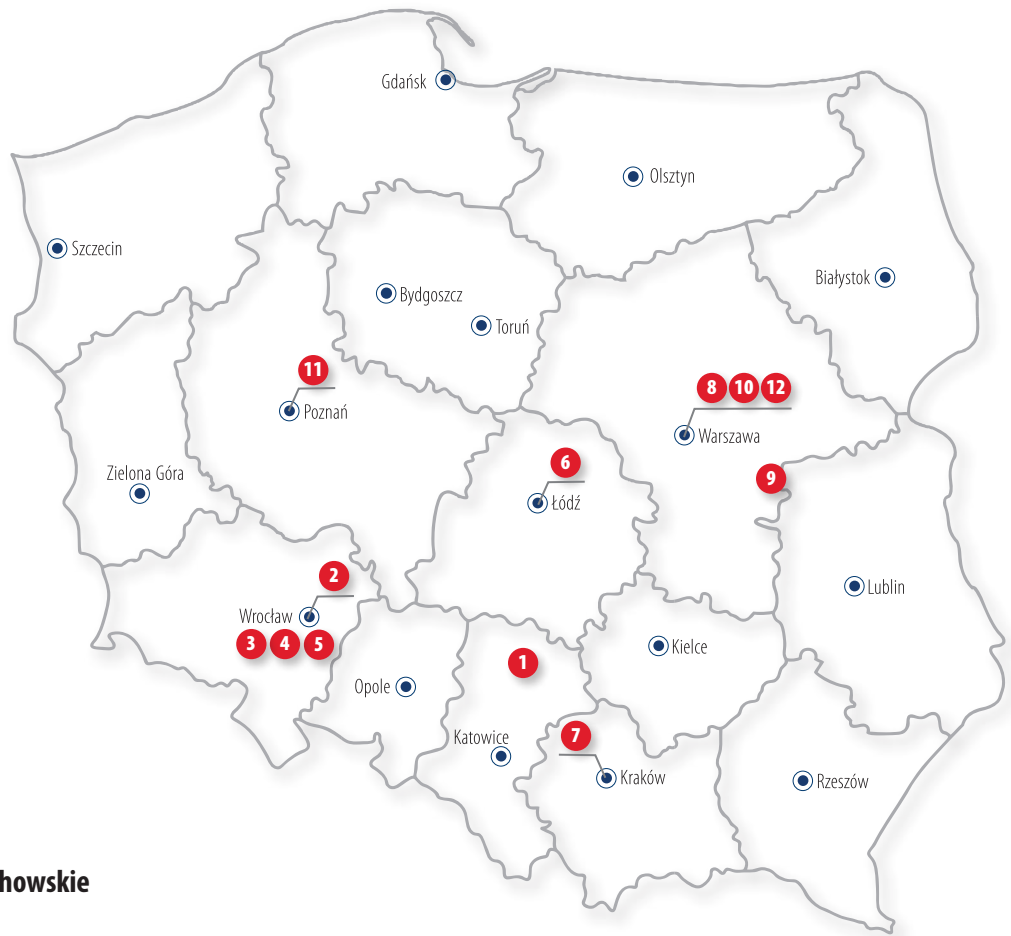 Gdańsk
Olsztyn
Szczecin
Białystok
Bydgoszcz
Toruń
11
8 10 12
Poznań
Warszawa
6
9
Zielona Góra
Łódź
2
Lublin
Wrocław
3 4 5
Kielce
1
Opole
Katowice
7
Kraków
Rzeszów
howskie